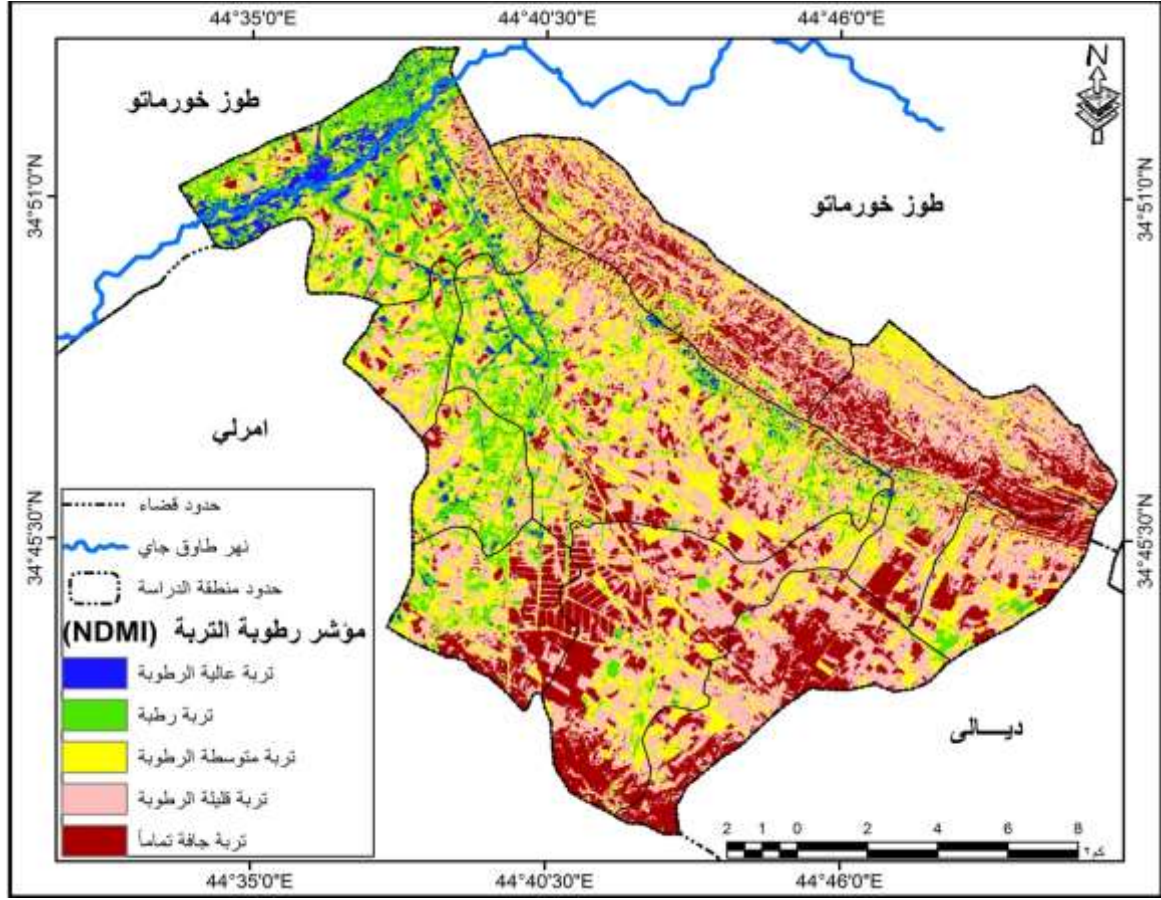 44°35'0"E
44°40'30"E
44°46'0"E
N
طوز خورماتو
34°51'0"N
34°51'0"N
طوز خورماتو
امرلي
34°45'30"N
34°45'30"N
حدود قضاء
نهر طاوق جاي
حدود منطقة الدراسة
مؤشر رطوبة التربة (NDMI)
تربة عالية الرطوبة
تربة رطبة
تربة متوسطة الرطوبة
تربة قليلة الرطوبة
تربة جافة تماماً
ديـــالى
2 1 0 2 4 6 8
كم٢
44°35'0"E
44°40'30"E
44°46'0"E